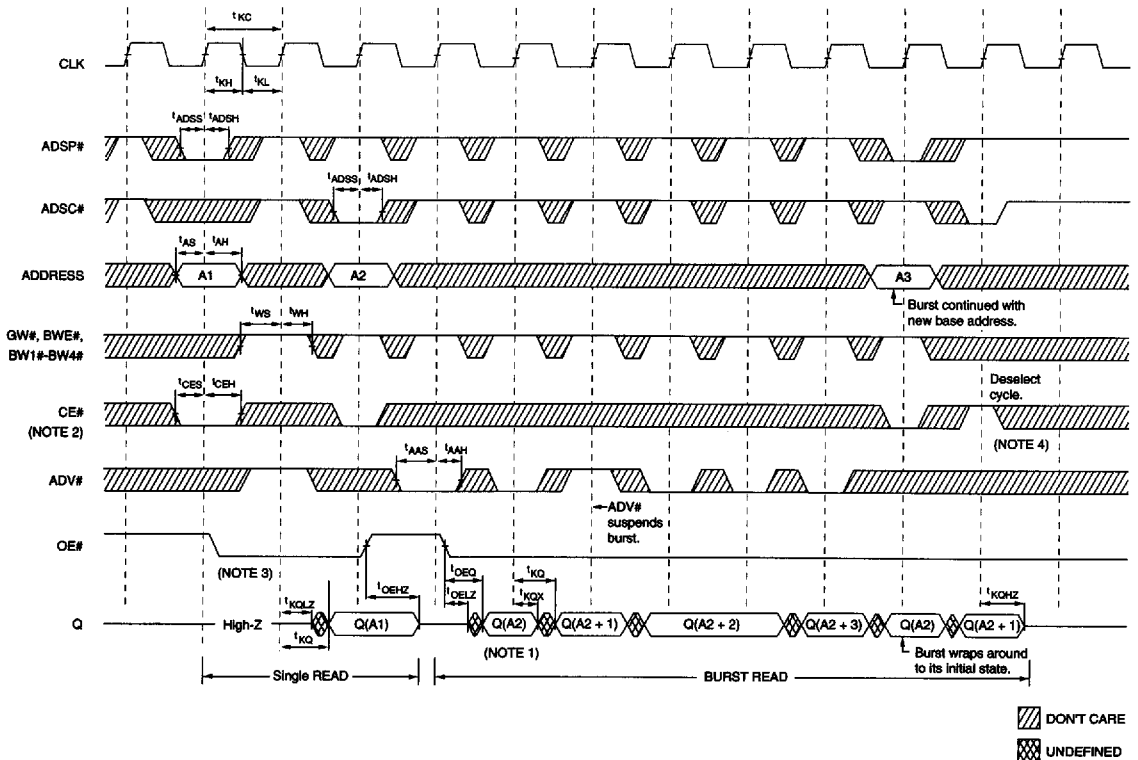 tKC
CLK
tKH tKL
tADSS tADSH
ADSP#
tADSS tADSH
ADSC#
tAS tAH
ADDRESS A1 A2 A3
Burst continued with
new base address.
tWS tWH
GW#, BWE#,
BW1#-BW4#
tCES tCEH
Deselect
cycle.
CE#
(NOTE 2)
(NOTE 4)
tAAS tAAH
ADV#
ADV#
suspends
burst.
OE#
(NOTE 3)
tOEHZ tOEQ tOELZ tKQ tKQX tKQHZ
tKQLZ
Q High-Z Q(A1) Q(A2) Q(A2 + 1) Q(A2 + 2) Q(A2 + 3) Q(A2) Q(A2 + 1)
tKQ
(NOTE 1)
Burst wraps around
to its initial state.
Single READ BURST READ
DON'T CARE
UNDEFINED